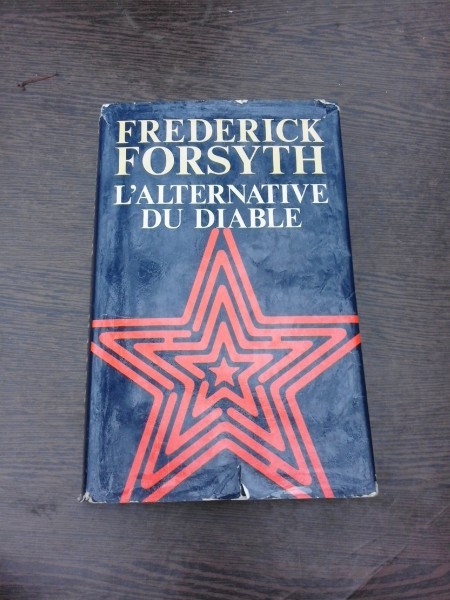 FREDERICK
FORSYTH
L'ALTERNATIVE
DU DIABLE